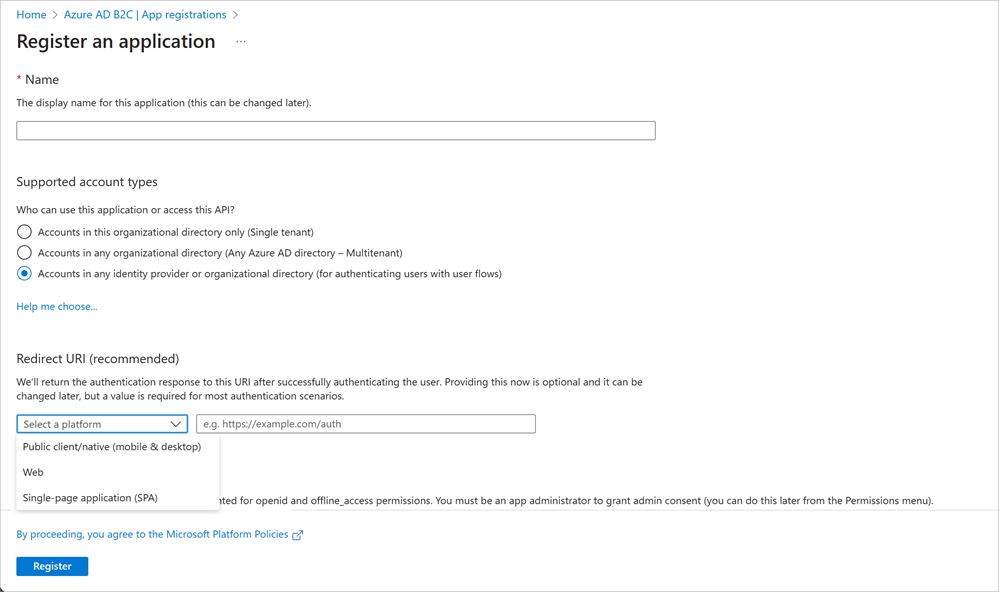 Home > Azure AD B2C | App registrations >
Register an application ...
* Name
The display name for this application (this can be changed later).
Supported account types
Who can use this application or access this API?
Accounts in this organizational directory only (Single tenant)
Accounts in any organizational directory (Any Azure AD directory – Multitenant)
Accounts in any identity provider or organizational directory (for authenticating users with user flows)
Help me choose...
Redirect URI (recommended)
We'll return the authentication response to this URI after successfully authenticating the user. Providing this now is optional and it can be
changed later, but a value is required for most authentication scenarios.
Select a platform e.g. https://example.com/auth
Public client/native (mobile & desktop)
Web
Single-page application (SPA)
for openid and offline_access permissions. You must be an app administrator to grant admin consent (you can do this later from the Permissions menu).
By proceeding, you agree to the Microsoft Platform Policies
Register